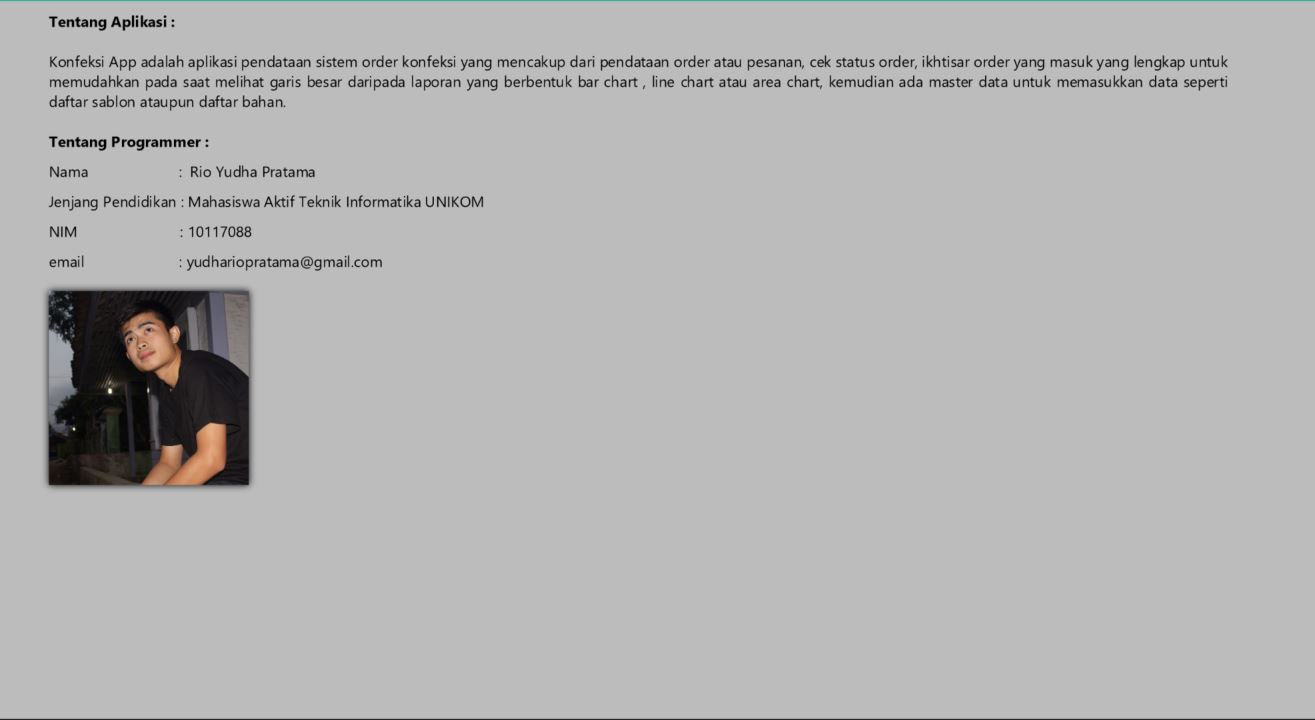 Tentang Aplikasi :
Konfeksi App adalah aplikasi pendataan sistem order konfeksi yang mencakup dari pendataan order atau pesanan, cek status order, ikhtisar order yang masuk yang lengkap untuk
memudahkan pada saat melihat garis besar daripada laporan yang berbentuk bar chart , line chart atau area chart, kemudian ada master data untuk memasukkan data seperti
daftar sablon ataupun daftar bahan.
Tentang Programmer :
Nama : Rio Yudha Pratama
Jenjang Pendidikan : Mahasiswa Aktif Teknik Informatika UNIKOM
NIM : 10117088
email : yudhariopratama@gmail.com